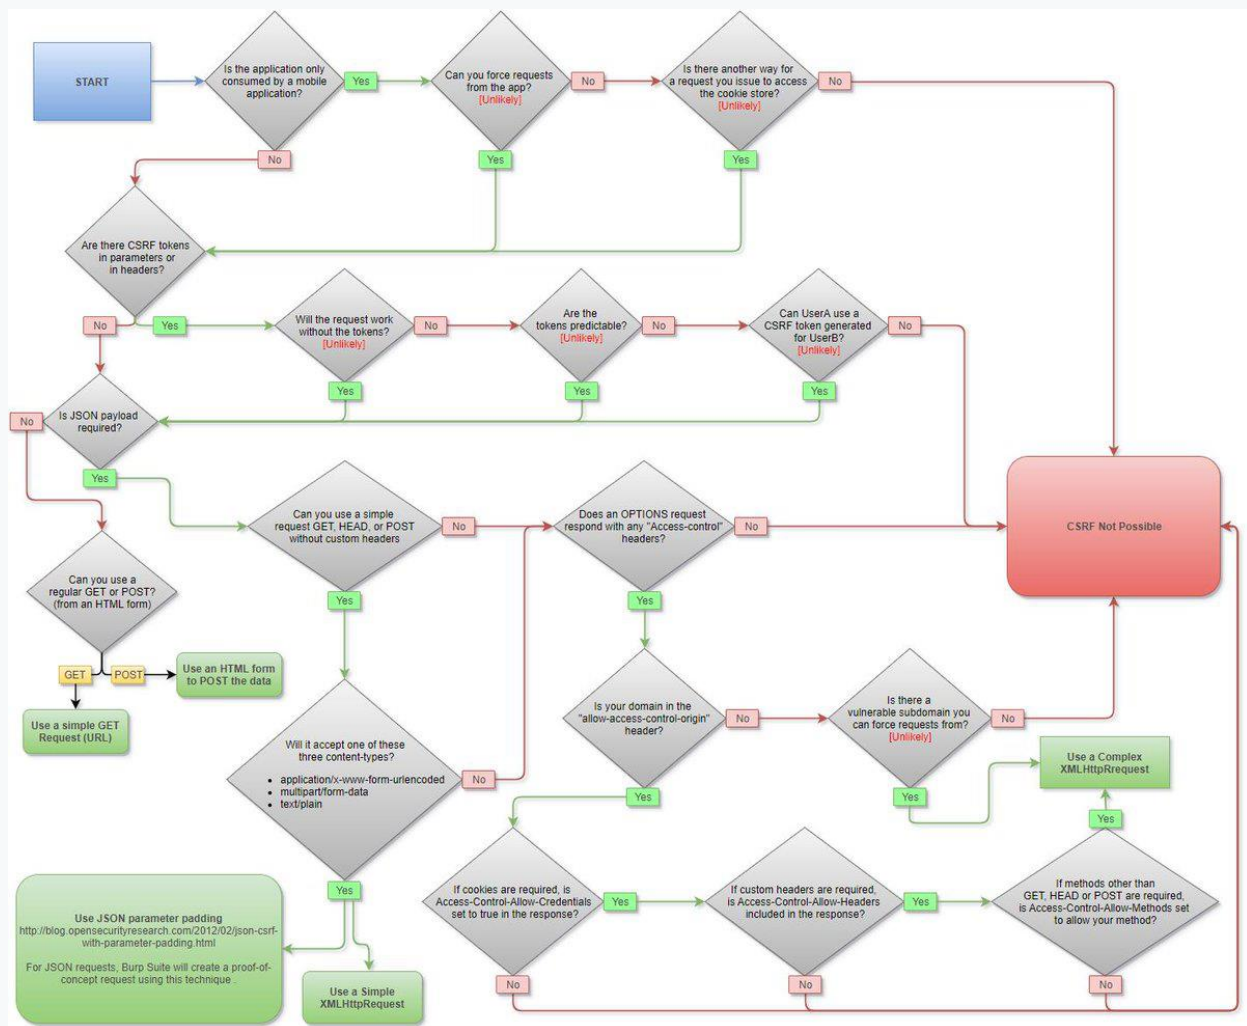 START
Is the application only
consumed by a mobile
application?
Yes
Can you force requests
from the app?
[Unlikely]
No
Is there another way for
a request you issue to access
the cookie store?
[Unlikely]
No
No
Yes
Yes
Are there CSRF tokens
in parameters or
in headers?
No
Yes
Will the request work
without the tokens?
[Unlikely]
No
Are the
tokens predictable?
[Unlikely]
No
Can UserA use a
CSRF token generated
for UserB?
[Unlikely]
No
Yes
Yes
Yes
No
Is JSON payload
required?
Yes
Can you use a simple
request GET, HEAD, or POST
without custom headers
No
Does an OPTIONS request
respond with any "Access-control"
headers?
No
CSRF Not Possible
Can you use a
regular GET or POST?
(from an HTML form)
Yes
Yes
GET
POST
Use an HTML form
to POST the data
Use a simple GET
Request (URL)
Is your domain in the
"allow-access-control-origin"
header?
No
Is there a
vulnerable subdomain you
can force requests from?
[Unlikely]
No
Will it accept one of these
three content-types?
• application/x-www-form-urlencoded
• multipart/form-data
• text/plain
No
Use a Complex
XMLHttpRrequest
Yes
Yes
Yes
If cookies are required, is
Access-Control-Allow-Credentials
set to true in the response?
Yes
If custom headers are required,
is Access-Control-Allow-Headers
included in the response?
Yes
If methods other than
GET, HEAD or POST are required,
is Access-Control-Allow-Methods set
to allow your method?
Yes
Use JSON parameter padding
http://blog.opensecurityresearch.com/2012/02/json-csrf-
with-parameter-padding.html
For JSON requests, Burp Suite will create a proof-of-
concept request using this technique .
Use a Simple
XMLHttpRequest
No
No
No